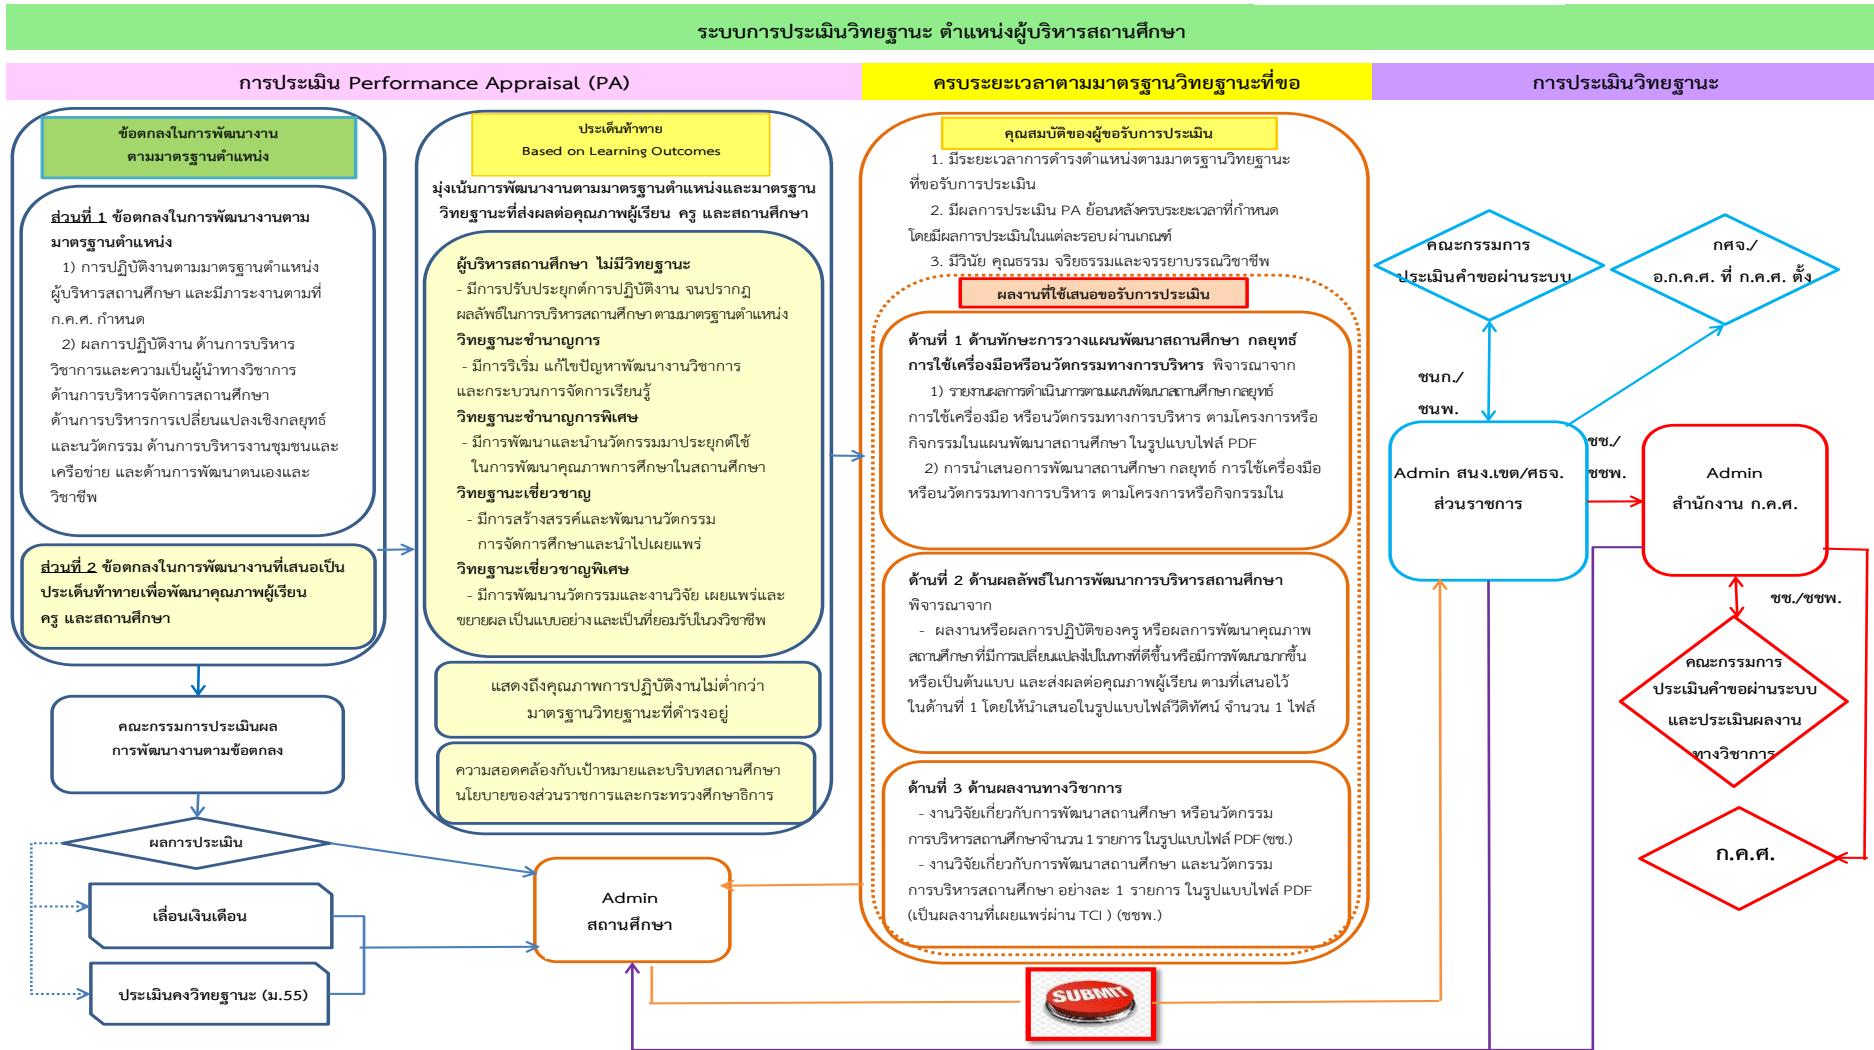 ระบบการประเมินวิทยฐานะ ตำแหน่งผู้บริหารสถานศึกษา
การประเมิน Performance Appraisal (PA)
ครบระยะเวลาตามมาตรฐานวิทยฐานะที่ขอ
การประเมินวิทยฐานะ
ข้อตกลงในการพัฒนางาน
ตามมาตรฐานตำแหน่ง
ส่วนที่ 1 ข้อตกลงในการพัฒนางานตาม
มาตรฐานตำแหน่ง
1) การปฏิบัติงานตามมาตรฐานตำแหน่ง
ผู้บริหารสถานศึกษา และมีภาระงานตามที่
ก.ค.ศ. กำหนด
2) ผลการปฏิบัติงาน ด้านการบริหาร
วิชาการและความเป็นผู้นำทางวิชาการ
ด้านการบริหารจัดการสถานศึกษา
ด้านการบริหารการเปลี่ยนแปลงเชิงกลยุทธ์
และนวัตกรรม ด้านการบริหารงานชุมชนและ
เครือข่าย และด้านการพัฒนาตนเองและ
วิชาชีพ
ส่วนที่ 2 ข้อตกลงในการพัฒนางานที่เสนอเป็น
ประเด็นท้าทายเพื่อพัฒนาคุณภาพผู้เรียน
ครู และสถานศึกษา
คณะกรรมการประเมินผล
การพัฒนางานตามข้อตกลง
ผลการประเมิน
เลื่อนเงินเดือน
ประเมินคงวิทยฐานะ (ม.55)
ประเด็นท้าทาย
Based on Learning Outcomes
มุ่งเน้นการพัฒนางานตามมาตรฐานตำแหน่งและมาตรฐาน
วิทยฐานะที่ส่งผลต่อคุณภาพผู้เรียน ครู และสถานศึกษา
ผู้บริหารสถานศึกษา ไม่มีวิทยฐานะ
- มีการปรับประยุกต์การปฏิบัติงาน จนปรากฏ
ผลลัพธ์ในการบริหารสถานศึกษา ตามมาตรฐานตำแหน่ง
วิทยฐานะชำนาญการ
- มีการริเริ่ม แก้ไขปัญหาพัฒนางานวิชาการ
และกระบวนการจัดการเรียนรู้
วิทยฐานะชำนาญการพิเศษ
- มีการพัฒนาและนำนวัตกรรมมาประยุกต์ใช้
ในการพัฒนาคุณภาพการศึกษาในสถานศึกษา
วิทยฐานะเชี่ยวชาญ
- มีการสร้างสรรค์และพัฒนานวัตกรรม
การจัดการศึกษาและนำไปเผยแพร่
วิทยฐานะเชี่ยวชาญพิเศษ
- มีการพัฒนานวัตกรรมและงานวิจัย เผยแพร่และ
ขยายผล เป็นแบบอย่าง และเป็นที่ยอมรับในวงวิชาชีพ
แสดงถึงคุณภาพการปฏิบัติงานไม่ต่ำกว่า
มาตรฐานวิทยฐานะที่ดำรงอยู่
ความสอดคล้องกับเป้าหมายและบริบทสถานศึกษา
นโยบายของส่วนราชการและกระทรวงศึกษาธิการ
Admin
สถานศึกษา
คุณสมบัติของผู้ขอรับการประเมิน
1. มีระยะเวลาการดำรงตำแหน่งตามมาตรฐานวิทยฐานะ
ที่ขอรับการประเมิน
2. มีผลการประเมิน PA ย้อนหลังครบระยะเวลาที่กำหนด
โดยมีผลการประเมินในแต่ละรอบ ผ่านเกณฑ์
3. มีวินัย คุณธรรม จริยธรรมและจรรยาบรรณวิชาชีพ
ผลงานที่ใช้เสนอขอรับการประเมิน
ด้านที่ 1 ด้านทักษะการวางแผนพัฒนาสถานศึกษา กลยุทธ์
การใช้เครื่องมือหรือนวัตกรรมทางการบริหาร พิจารณาจาก
1) รายงานผลการดำเนินการตามแผนพัฒนาสถานศึกษา กลยุทธ์
การใช้เครื่องมือ หรือนวัตกรรมทางการบริหาร ตามโครงการหรือ
กิจกรรมในแผนพัฒนาสถานศึกษา ในรูปแบบไฟล์ PDF
2) การนำเสนอการพัฒนาสถานศึกษา กลยุทธ์ การใช้เครื่องมือ
หรือนวัตกรรมทางการบริหาร ตามโครงการหรือกิจกรรมใน
ด้านที่ 2 ด้านผลลัพธ์ในการพัฒนาการบริหารสถานศึกษา
พิจารณาจาก
- ผลงานหรือผลการปฏิบัติของครู หรือผลการพัฒนาคุณภาพ
สถานศึกษา ที่มีการเปลี่ยนแปลงไปในทางที่ดีขึ้น หรือมีการพัฒนามากขึ้น
หรือเป็นต้นแบบ และส่งผลต่อคุณภาพผู้เรียน ตามที่เสนอไว้
ในด้านที่ 1 โดยให้นำเสนอในรูปแบบไฟล์วีดิทัศน์ จำนวน 1 ไฟล์
ด้านที่ 3 ด้านผลงานทางวิชาการ
- งานวิจัยเกี่ยวกับการพัฒนาสถานศึกษา หรือนวัตกรรม
การบริหารสถานศึกษาจำนวน 1 รายการ ในรูปแบบไฟล์ PDF (ชช.)
- งานวิจัยเกี่ยวกับการพัฒนาสถานศึกษา และนวัตกรรม
การบริหารสถานศึกษา อย่างละ 1 รายการ ในรูปแบบไฟล์ PDF
(เป็นผลงานที่เผยแพร่ผ่าน TCI ) (ชชพ.)
SUBMIT
คณะกรรมการ
ประเมินคำขอผ่านระบบ
กศจ./
อ.ก.ค.ศ. ที่ ก.ค.ศ. ตั้ง
ชนก./
ชนพ.
Admin สนง.เขต/ศธจ.
ส่วนราชการ
ชช./
ชชพ.
Admin
สำนักงาน ก.ค.ศ.
ชช./ชชพ.
คณะกรรมการ
ประเมินคำขอผ่านระบบ
และประเมินผลงาน
ทางวิชาการ
ก.ค.ศ.